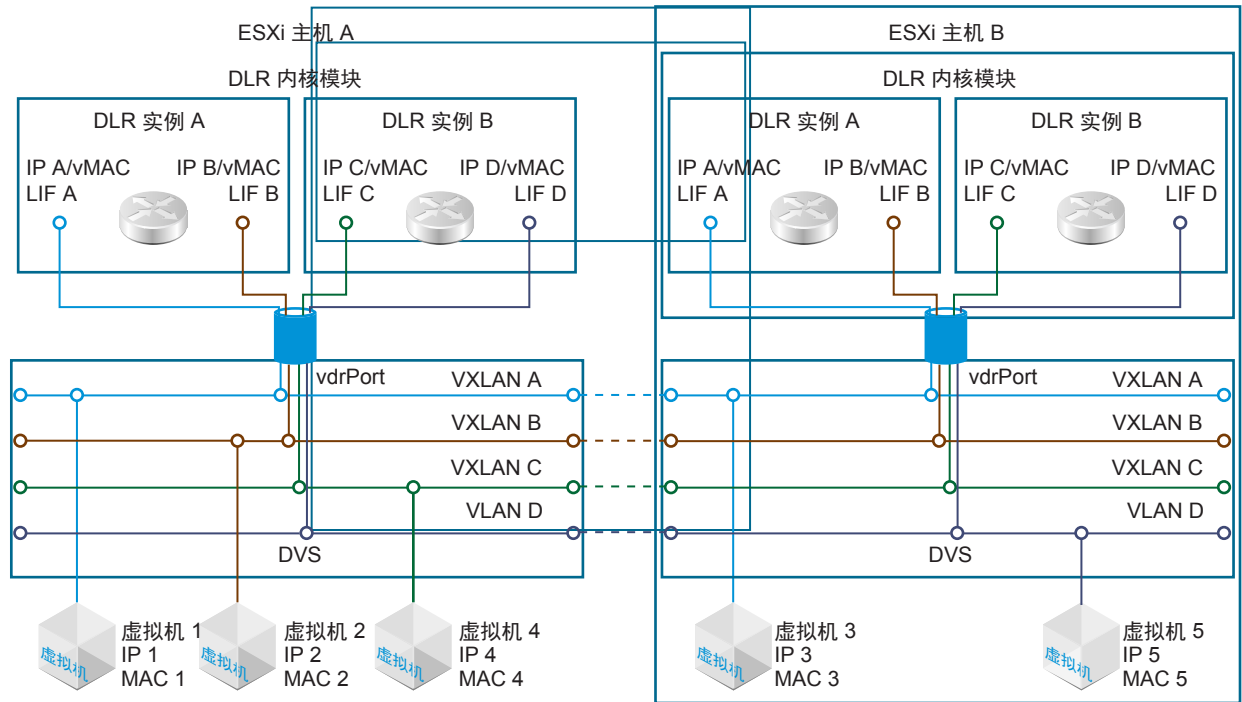 ESXi 主机 A
ESXi 主机 B
DLR 内核模块
DLR 内核模块
DLR 实例 A
DLR 实例 B
DLR 实例 A
DLR 实例 B
IP A/vMAC
LIF A
IP B/vMAC
LIF B
IP C/vMAC
LIF C
IP D/vMAC
LIF D
IP A/vMAC
LIF A
IP B/vMAC
LIF B
IP C/vMAC
LIF C
IP D/vMAC
LIF D
vdrPort
VXLAN A
VXLAN B
VXLAN C
VLAN D
DVS
vdrPort
VXLAN A
VXLAN B
VXLAN C
VLAN D
DVS
虚拟机
虚拟机 1
IP 1
MAC 1
虚拟机
虚拟机 2
IP 2
MAC 2
虚拟机
虚拟机 4
IP 4
MAC 4
虚拟机
虚拟机 3
IP 3
MAC 3
虚拟机
虚拟机 5
IP 5
MAC 5